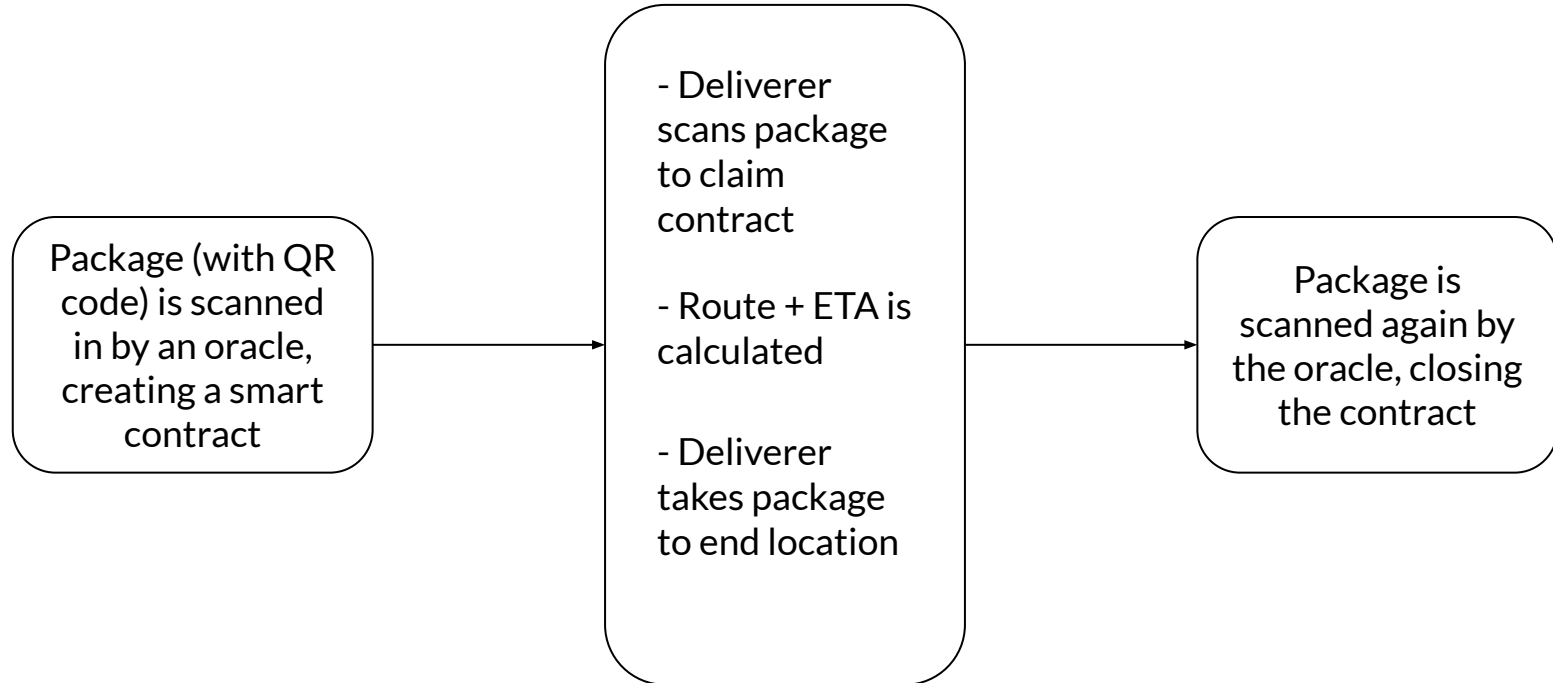 Package (with QR
code) is scanned
in by an oracle,
creating a smart
contract
- Deliverer
scans package
to claim
contract
- Route + ETA is
calculated
- Deliverer
takes package
to end location
Package is
scanned again by
the oracle, closing
the contract